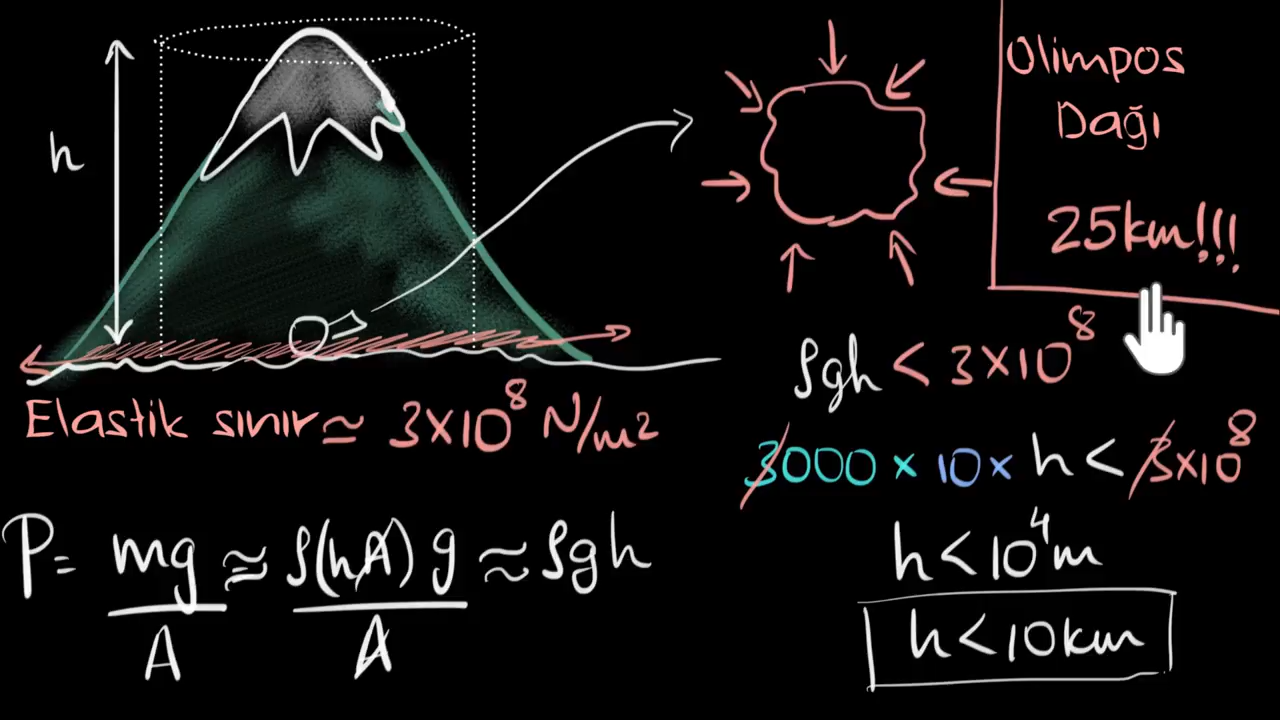 h
Olimpos
Dağı
25km!!!
Elastik sınır ≃ 3×10⁸ N/m²
P = mg/A ≈ ρ(hA)g/A ≈ ρgh
ρgh < 3×10⁸
3000 × 10 × h < 3×10⁸
h < 10⁴m
h < 10km